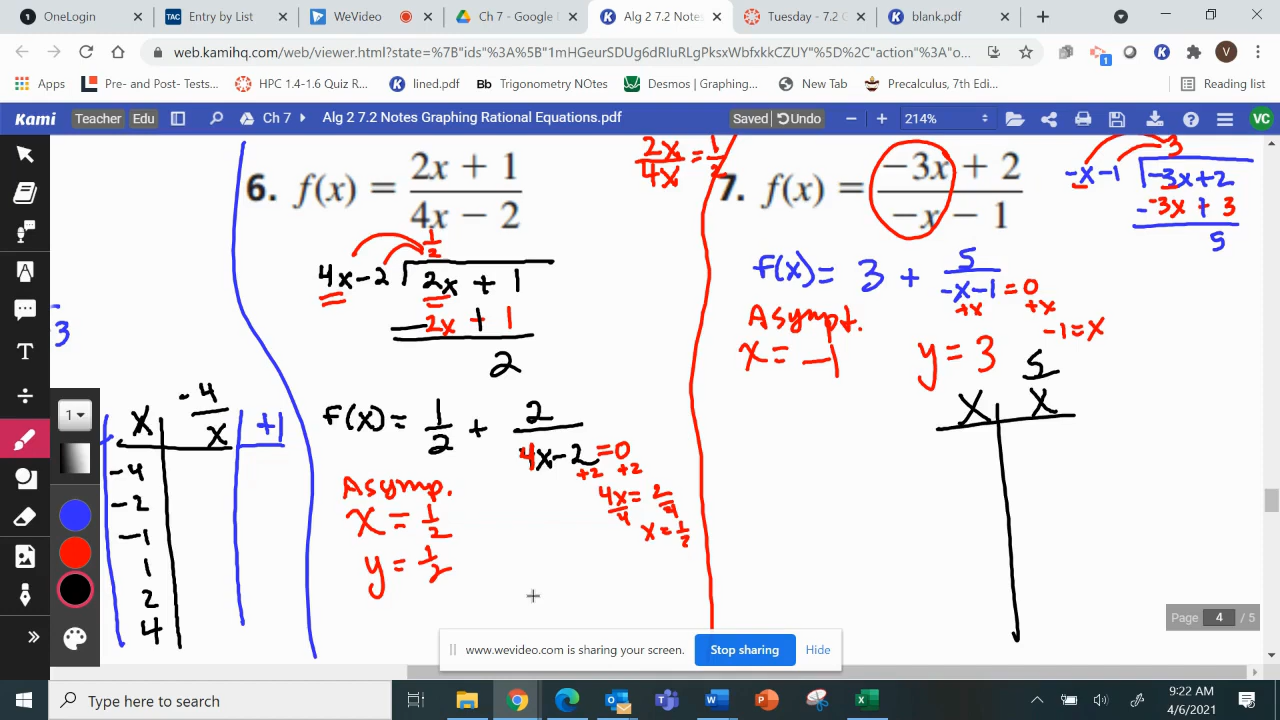 OneLogin
Entry by List
WeVideo
Ch 7 - Google D
Alg 2 7.2 Notes
Tuesday - 7.2 C
blank.pdf
web.kamihq.com/web/viewer.html?state=%7B"ids"%3A%5B"1mHGeurSDUg6dRIuRLgPksxWbfxkkCZUY"%5D%2C"action"%3A"o...
V
Apps
Pre- and Post- Tests...
HPC 1.4-1.6 Quiz R...
lined.pdf
Bb Trigonometry NOtes
Desmos | Graphing...
New Tab
Precalculus, 7th Edi...
Reading list
Kami
Teacher
Edu
Ch 7
Alg 2 7.2 Notes Graphing Rational Equations.pdf
Saved
Undo
214%
VC
6. f(x) = 2x + 1 / 4x − 2
2x / 4x = 1/2
1/2
4x-2 2x + 1
- 2x + 1
2
f(x) = 1/2 + 2 / 4x-2 = 0
+2 +2
4x/4 = 2/4
x = 1/2
Asymp.
x = 1/2
y = 1/2
3
x -4/x +1
-4
-2
-1
1
2
4
7. f(x) = −3x + 2 / −x − 1
3
-x-1 -3x+2
- -3x + 3
5
f(x) = 3 + 5 / -x-1 = 0
+x +x
-1 = x
Asympt.
x = -1
y = 3
x 5/x
1
Page 4 / 5
www.wevideo.com is sharing your screen.
Stop sharing
Hide
Type here to search
9:22 AM
4/6/2021